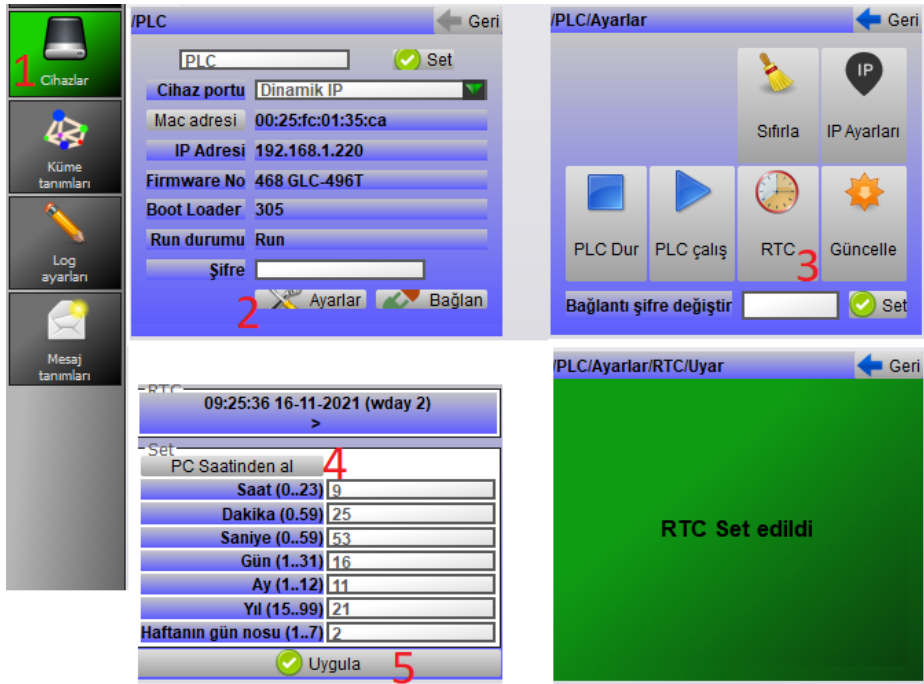 1
Cihazlar
Küme
tanımları
Log
ayarları
Mesaj
tanımları
/PLC
Geri
PLC
Set
Cihaz portu Dinamik IP
Mac adresi 00:25:fc:01:35:ca
IP Adresi 192.168.1.220
Firmware No 468 GLC-496T
Boot Loader 305
Run durumu Run
Şifre
2 Ayarlar Bağlan
/PLC/Ayarlar
Geri
IP
Sıfırla IP Ayarları
PLC Dur PLC çalış RTC Güncelle
3
Bağlantı şifre değiştir Set
RTC
09:25:36 16-11-2021 (wday 2)
>
Set
PC Saatinden al 4
Saat (0..23) 9
Dakika (0.59) 25
Saniye (0..59) 53
Gün (1..31) 16
Ay (1..12) 11
Yıl (15..99) 21
Haftanın gün nosu (1..7) 2
Uygula 5
/PLC/Ayarlar/RTC/Uyar
Geri
RTC Set edildi